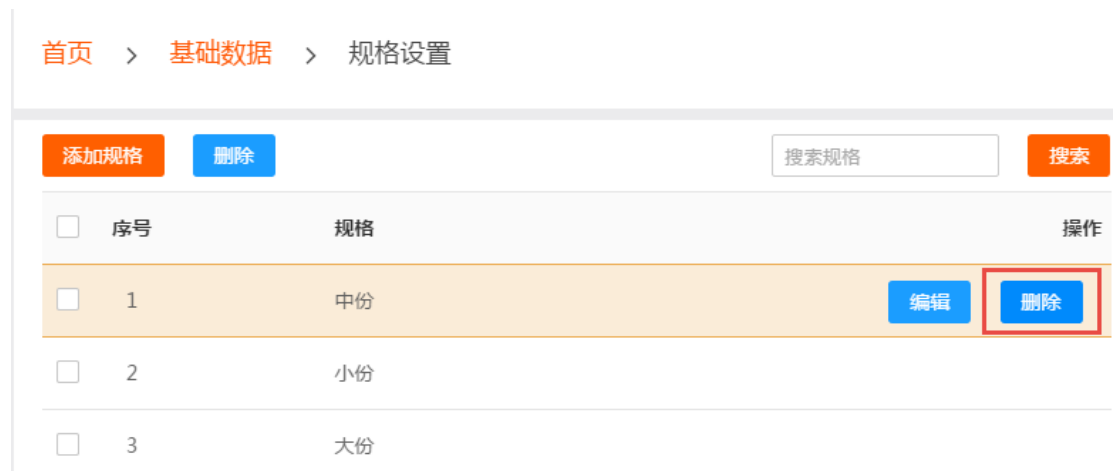 首页 > 基础数据 > 规格设置
添加规格 删除 搜索规格 搜索
序号 规格 操作
1 中份 编辑 删除
2 小份
3 大份